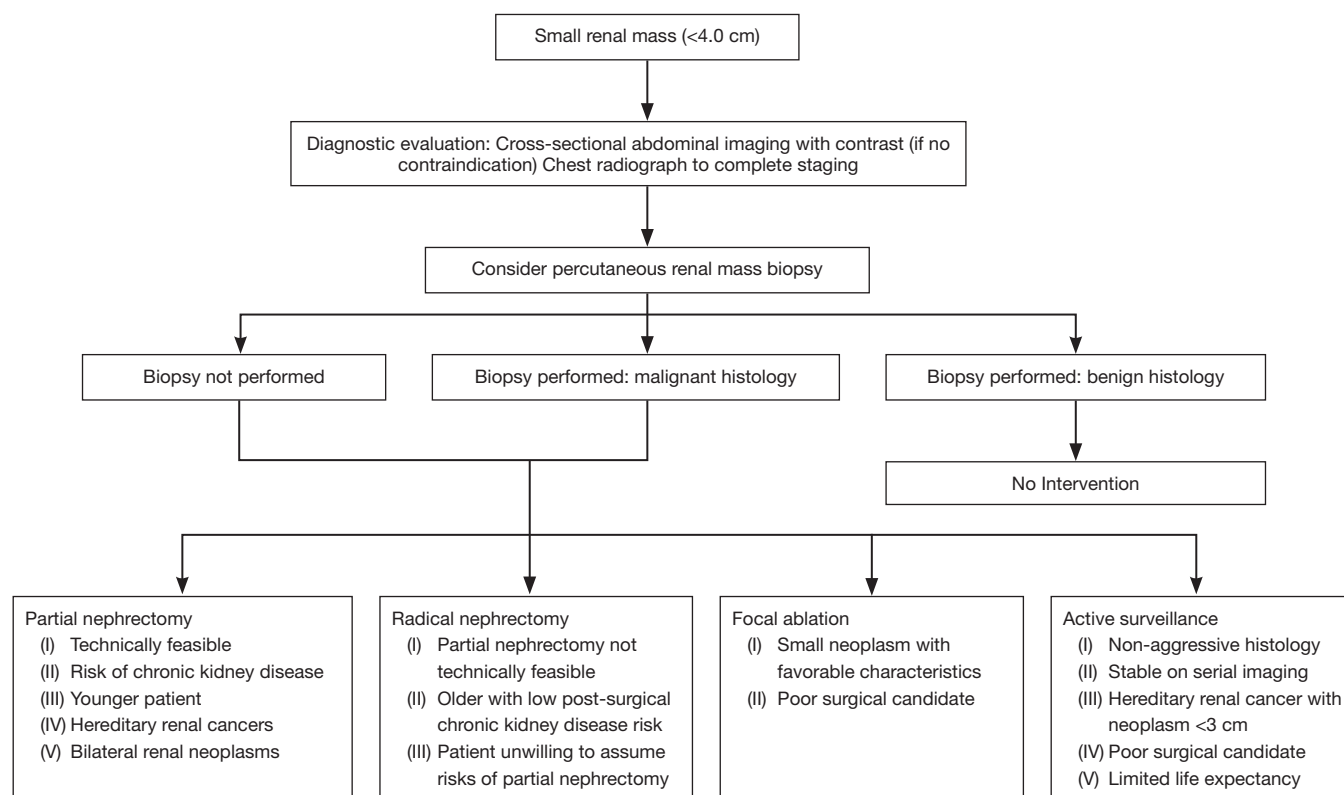 Small renal mass (<4.0 cm)
Diagnostic evaluation: Cross-sectional abdominal imaging with contrast (if no
contraindication) Chest radiograph to complete staging
Consider percutaneous renal mass biopsy
Biopsy not performed
Biopsy performed: malignant histology
Biopsy performed: benign histology
No Intervention
Partial nephrectomy
(I) Technically feasible
(II) Risk of chronic kidney disease
(III) Younger patient
(IV) Hereditary renal cancers
(V) Bilateral renal neoplasms
Radical nephrectomy
(I) Partial nephrectomy not
technically feasible
(II) Older with low post-surgical
chronic kidney disease risk
(III) Patient unwilling to assume
risks of partial nephrectomy
Focal ablation
(I) Small neoplasm with
favorable characteristics
(II) Poor surgical candidate
Active surveillance
(I) Non-aggressive histology
(II) Stable on serial imaging
(III) Hereditary renal cancer with
neoplasm <3 cm
(IV) Poor surgical candidate
(V) Limited life expectancy